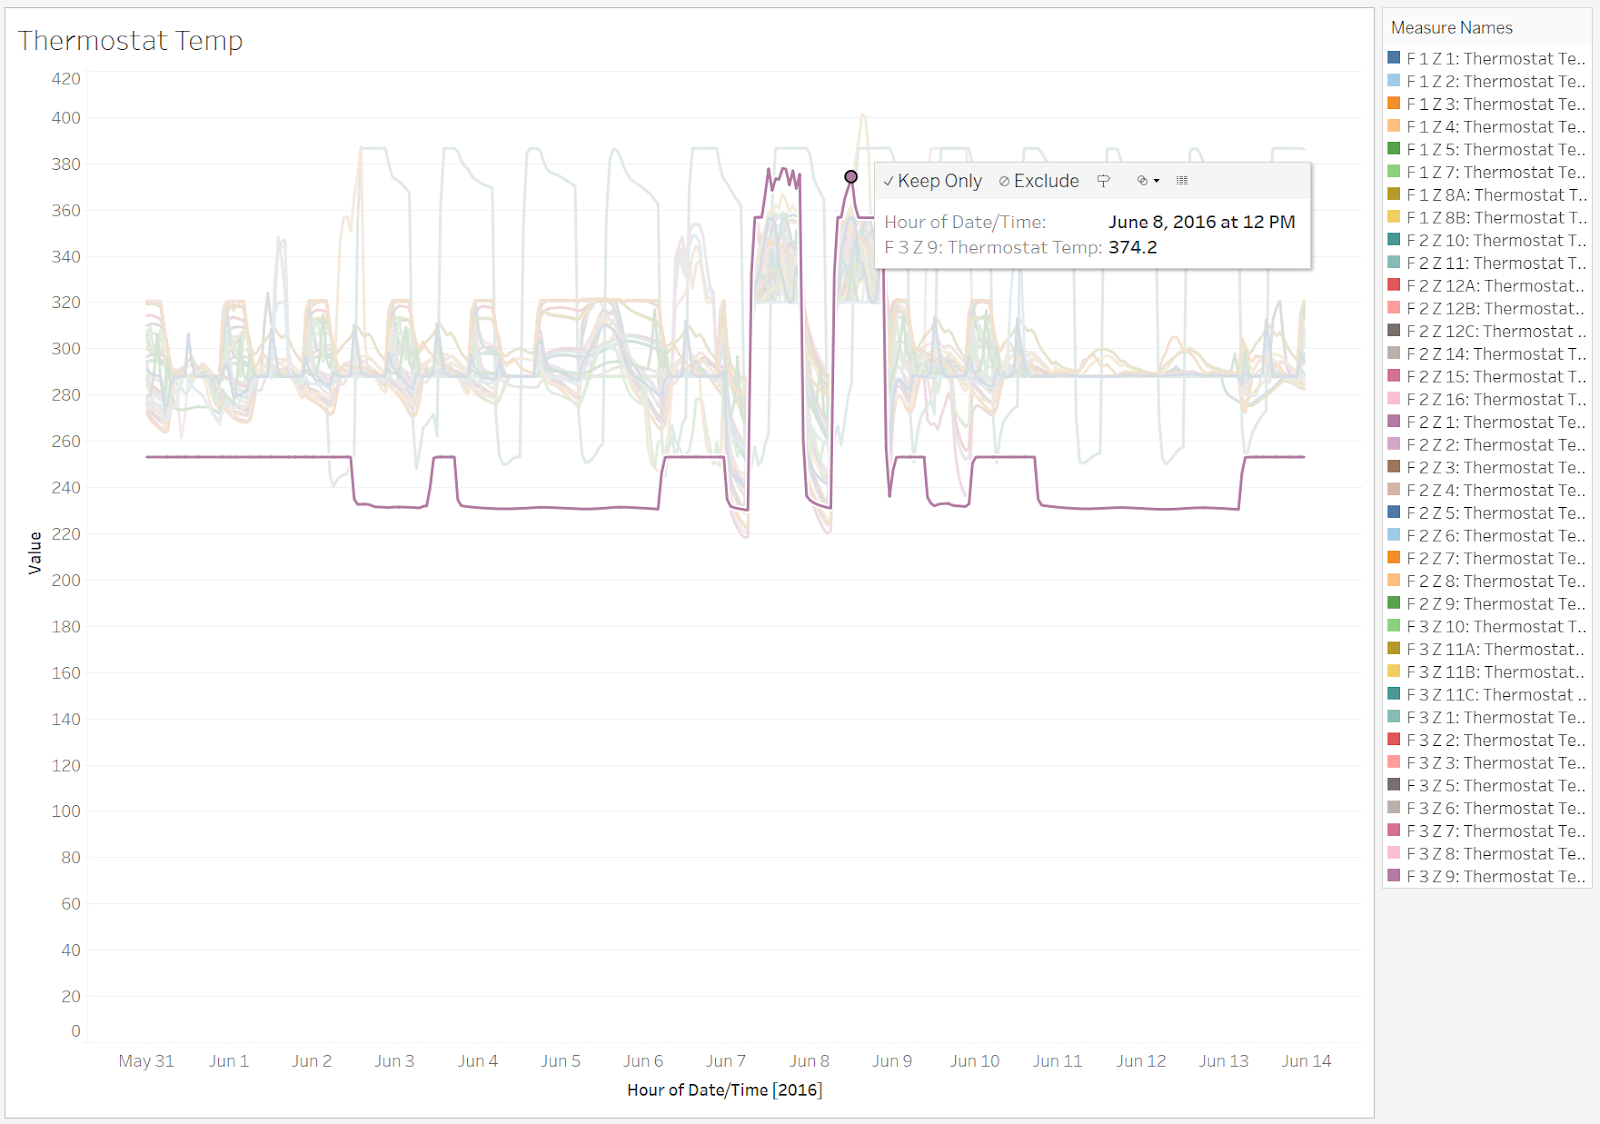 Thermostat Temp
420
400
380
360
340
320
300
280
260
240
220
200
180
160
140
120
100
80
60
40
20
0
Value
May 31 Jun 1 Jun 2 Jun 3 Jun 4 Jun 5 Jun 6 Jun 7 Jun 8 Jun 9 Jun 10 Jun 11 Jun 12 Jun 13 Jun 14
Hour of Date/Time [2016]
Keep Only Exclude
Hour of Date/Time: June 8, 2016 at 12 PM
F 3 Z 9: Thermostat Temp: 374.2
Measure Names
F 1 Z 1: Thermostat Te..
F 1 Z 2: Thermostat Te..
F 1 Z 3: Thermostat Te..
F 1 Z 4: Thermostat Te..
F 1 Z 5: Thermostat Te..
F 1 Z 7: Thermostat Te..
F 1 Z 8A: Thermostat T..
F 1 Z 8B: Thermostat T..
F 2 Z 10: Thermostat T..
F 2 Z 11: Thermostat T..
F 2 Z 12A: Thermostat..
F 2 Z 12B: Thermostat..
F 2 Z 12C: Thermostat ..
F 2 Z 14: Thermostat T..
F 2 Z 15: Thermostat T..
F 2 Z 16: Thermostat T..
F 2 Z 1: Thermostat Te..
F 2 Z 2: Thermostat Te..
F 2 Z 3: Thermostat Te..
F 2 Z 4: Thermostat Te..
F 2 Z 5: Thermostat Te..
F 2 Z 6: Thermostat Te..
F 2 Z 7: Thermostat Te..
F 2 Z 8: Thermostat Te..
F 2 Z 9: Thermostat Te..
F 3 Z 10: Thermostat T..
F 3 Z 11A: Thermostat..
F 3 Z 11B: Thermostat..
F 3 Z 11C: Thermostat ..
F 3 Z 1: Thermostat Te..
F 3 Z 2: Thermostat Te..
F 3 Z 3: Thermostat Te..
F 3 Z 5: Thermostat Te..
F 3 Z 6: Thermostat Te..
F 3 Z 7: Thermostat Te..
F 3 Z 8: Thermostat Te..
F 3 Z 9: Thermostat Te..